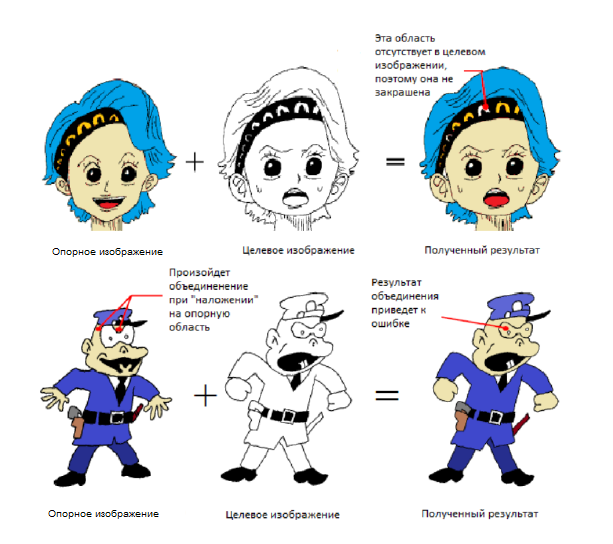 Эта область
отсутствует в целевом
изображении,
поэтому она не
закрашена
+
=
Опорное изображение
Целевое изображение
Полученный результат
Произойдет
объединенение
при "наложении"
на опорную
область
Результат
объединения
приведет к
ошибке
+
=
Опорное изображение
Целевое изображение
Полученный результат